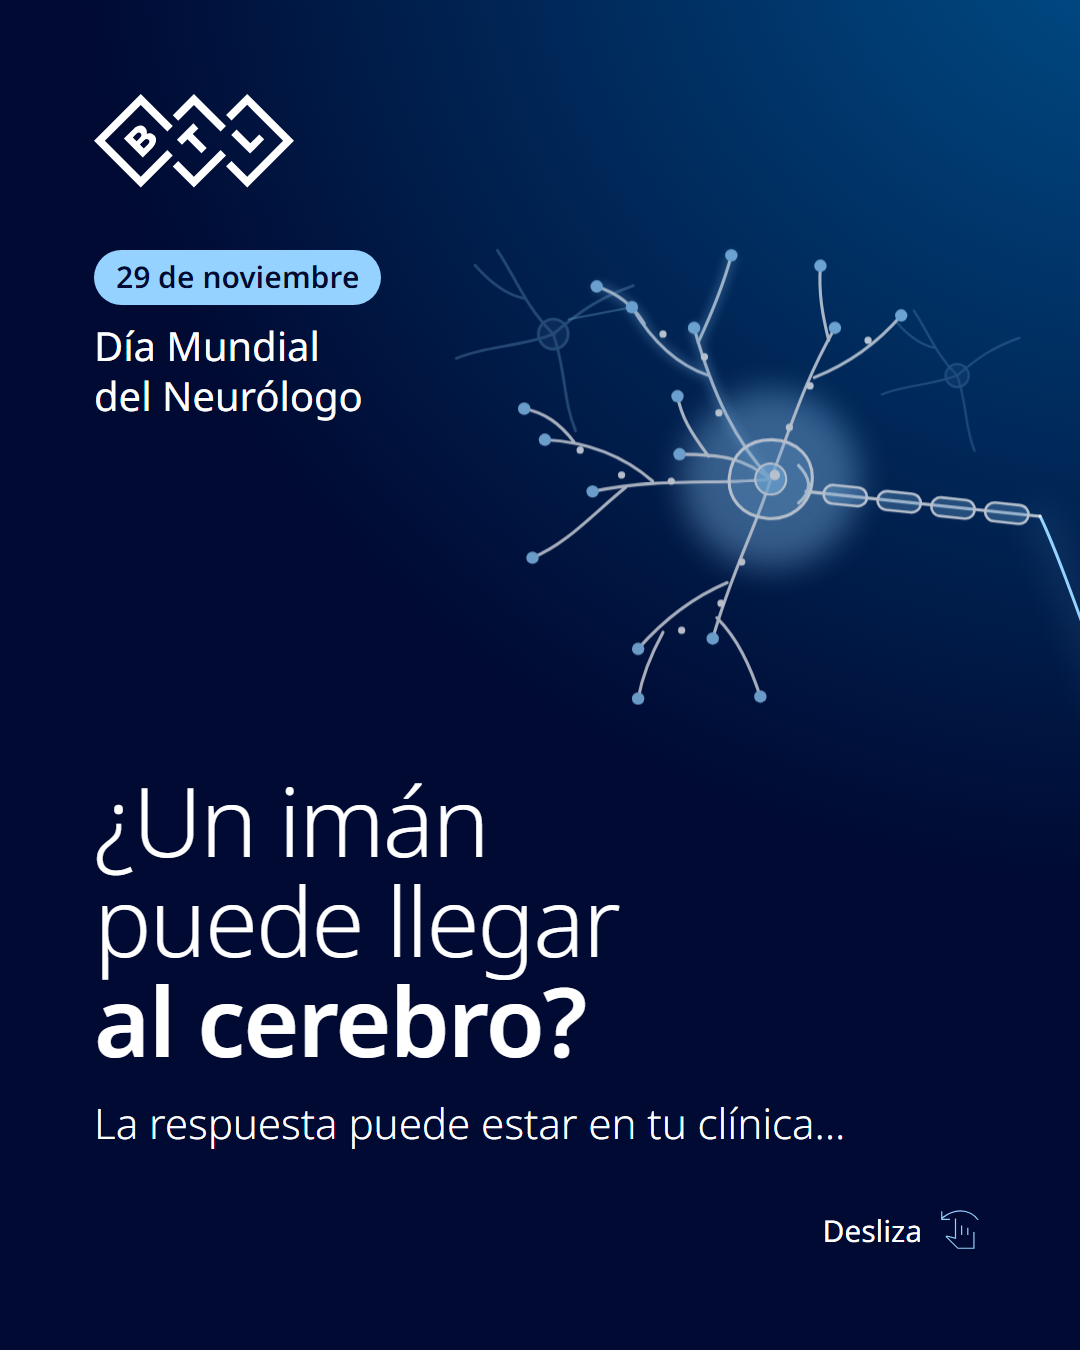 BTL
29 de noviembre
Día Mundial
del Neurólogo
¿Un imán
puede llegar
al cerebro?
La respuesta puede estar en tu clínica...
Desliza